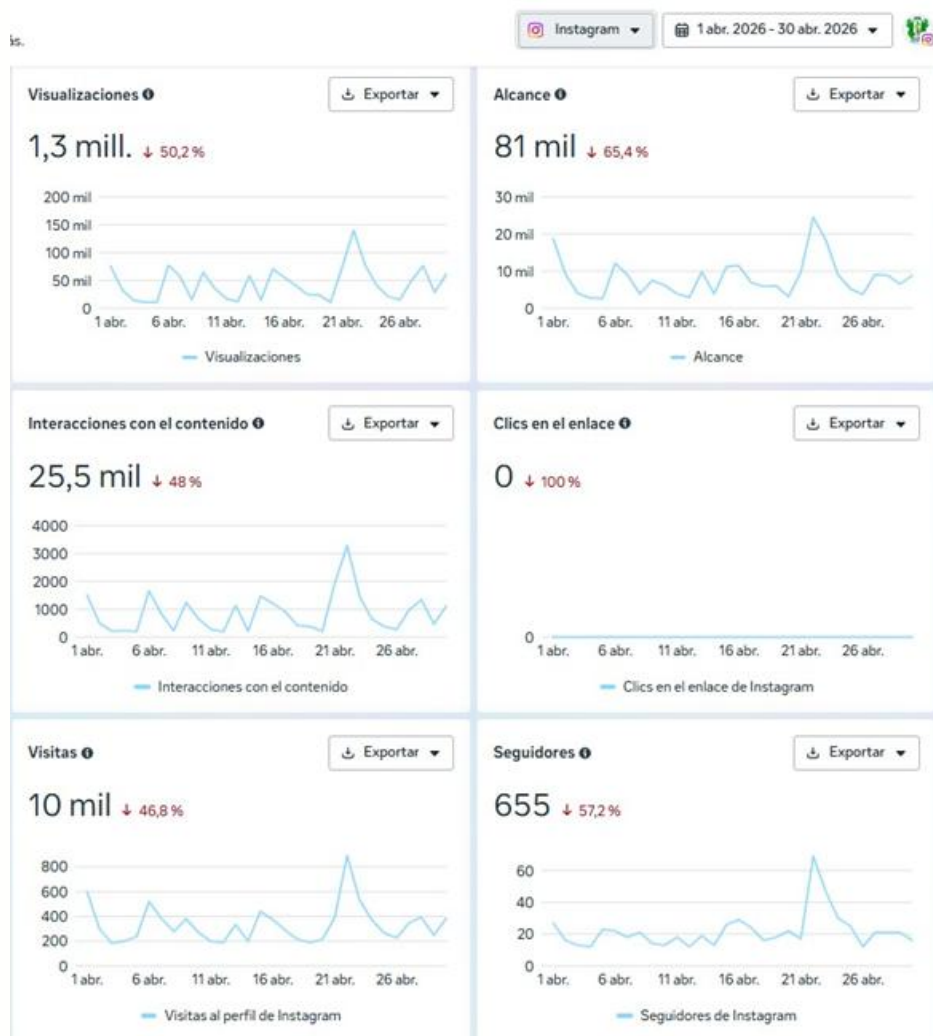 ás.
Instagram
1 abr. 2026 - 30 abr. 2026
Visualizaciones
Exportar
1,3 mill. ↓ 50,2 %
200 mil
150 mil
100 mil
50 mil
0
1 abr. 6 abr. 11 abr. 16 abr. 21 abr. 26 abr.
Visualizaciones
Alcance
Exportar
81 mil ↓ 65,4 %
30 mil
20 mil
10 mil
0
1 abr. 6 abr. 11 abr. 16 abr. 21 abr. 26 abr.
Alcance
Interacciones con el contenido
Exportar
25,5 mil ↓ 48 %
4000
3000
2000
1000
0
1 abr. 6 abr. 11 abr. 16 abr. 21 abr. 26 abr.
Interacciones con el contenido
Clics en el enlace
Exportar
0 ↓ 100 %
0
1 abr. 6 abr. 11 abr. 16 abr. 21 abr. 26 abr.
Clics en el enlace de Instagram
Visitas
Exportar
10 mil ↓ 46,8 %
800
600
400
200
0
1 abr. 6 abr. 11 abr. 16 abr. 21 abr. 26 abr.
Visitas al perfil de Instagram
Seguidores
Exportar
655 ↓ 57,2 %
60
40
20
0
1 abr. 6 abr. 11 abr. 16 abr. 21 abr. 26 abr.
Seguidores de Instagram